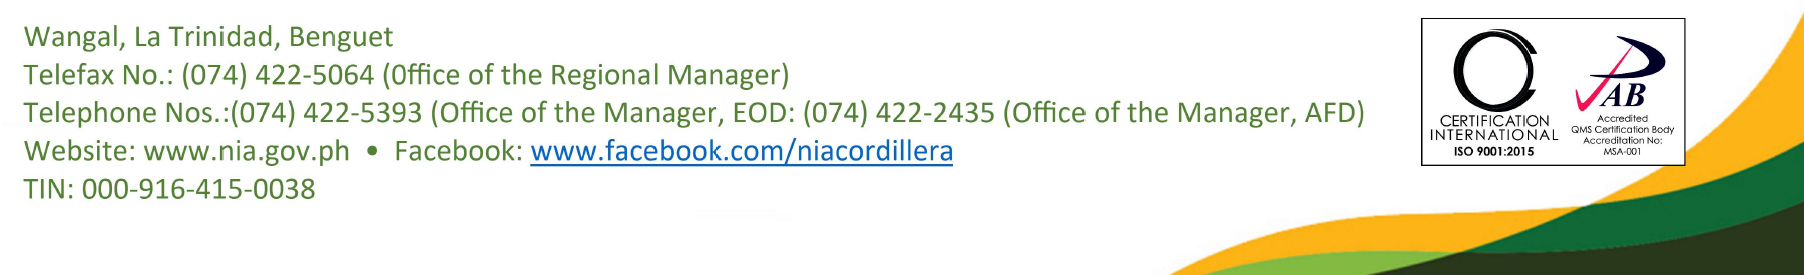 Wangal, La Trinidad, Benguet
Telefax No.: (074) 422-5064 (0ffice of the Regional Manager)
Telephone Nos.:(074) 422-5393 (Office of the Manager, EOD: (074) 422-2435 (Office of the Manager, AFD)
Website: www.nia.gov.ph • Facebook: www.facebook.com/niacordillera
TIN: 000-916-415-0038
CERTIFICATION
INTERNATIONAL
ISO 9001:2015
PAB
Accredited
QMS Certification Body
Accreditation No:
MSA-001